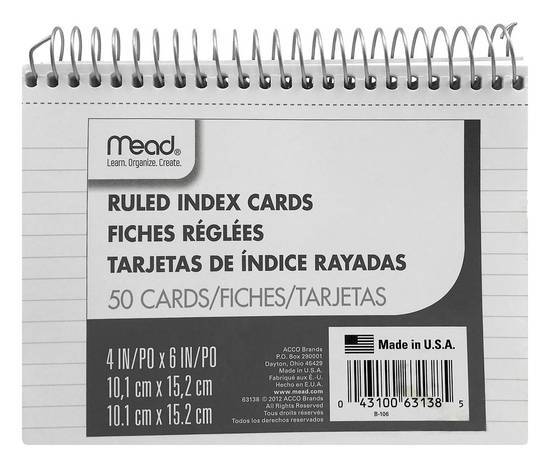 Mead®
Learn. Organize. Create.
RULED INDEX CARDS
FICHES RÉGLÉES
TARJETAS DE ÍNDICE RAYADAS
50 CARDS/FICHES/TARJETAS
4 IN/PO x 6 IN/PO
10,1 cm x 15,2 cm
10.1 cm x 15.2 cm
ACCO Brands
P.O. Box 290001
Dayton, Ohio 45429
Made in U.S.A.
Fabriqué aux É.-U.
Hecho en E.U.A.
www.mead.com
63138 © 2012 ACCO Brands
All Rights Reserved
Tous droits réservés
Todos los derechos reservados
Made in U.S.A.
0 43100 63138 5
B-106